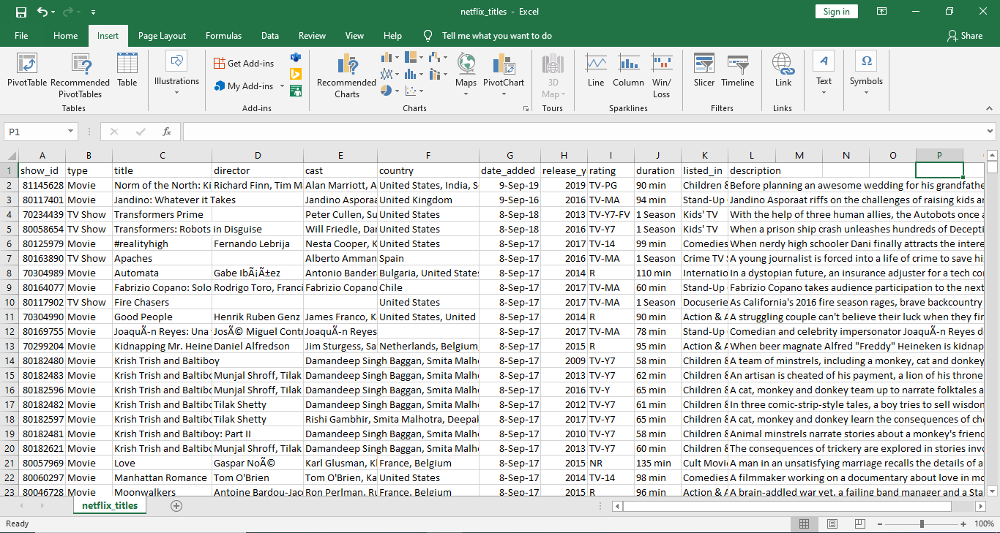 netflix_titles - Excel
Sign in
File Home Insert Page Layout Formulas Data Review View Help Tell me what you want to do Share
PivotTable Recommended PivotTables Table Illustrations Get Add-ins My Add-ins Recommended Charts Maps PivotChart 3D Map Line Column Win/Loss Slicer Timeline Link Text Symbols
Tables Add-ins Charts Tours Sparklines Filters Links
P1 fx
A B C D E F G H I J K L M N O P
1 show_id type title director cast country date_added release_y rating duration listed_in description
2 81145628 Movie Norm of the North: Ki Richard Finn, Tim M Alan Marriott, A United States, India, S 9-Sep-19 2019 TV-PG 90 min Children & Before planning an awesome wedding for his grandfathe
3 80117401 Movie Jandino: Whatever it Takes Jandino Asporaa United Kingdom 9-Sep-16 2016 TV-MA 94 min Stand-Up Jandino Asporaat riffs on the challenges of raising kids a
4 70234439 TV Show Transformers Prime Peter Cullen, Su United States 8-Sep-18 2013 TV-Y7-FV 1 Season Kids' TV With the help of three human allies, the Autobots once a
5 80058654 TV Show Transformers: Robots in Disguise Will Friedle, Da United States 8-Sep-18 2016 TV-Y7 1 Season Kids' TV When a prison ship crash unleashes hundreds of Decepti
6 80125979 Movie #realityhigh Fernando Lebrija Nesta Cooper, K United States 8-Sep-17 2017 TV-14 99 min Comedies When nerdy high schooler Dani finally attracts the intere
7 80163890 TV Show Apaches Alberto Amman Spain 8-Sep-17 2016 TV-MA 1 Season Crime TV A young journalist is forced into a life of crime to save hi
8 70304989 Movie Automata Gabe IbÃ¡Ã±ez Antonio Bander Bulgaria, United State 8-Sep-17 2014 R 110 min Internatio In a dystopian future, an insurance adjuster for a tech co
9 80164077 Movie Fabrizio Copano: Solo Rodrigo Toro, Franci Fabrizio Copano Chile 8-Sep-17 2017 TV-MA 60 min Stand-Up Fabrizio Copano takes audience participation to the next
10 80117902 TV Show Fire Chasers United States 8-Sep-17 2017 TV-MA 1 Season Docuserie As California's 2016 fire season rages, brave backcountry
11 70304990 Movie Good People Henrik Ruben Genz James Franco, K United States, United 8-Sep-17 2014 R 90 min Action & A A struggling couple can't believe their luck when they fin
12 80169755 Movie JoaquÃ­n Reyes: Una JosÃ© Miguel Contr JoaquÃ­n Reyes 8-Sep-17 2017 TV-MA 78 min Stand-Up Comedian and celebrity impersonator JoaquÃ­n Reyes d
13 70299204 Movie Kidnapping Mr. Heine Daniel Alfredson Jim Sturgess, Sa Netherlands, Belgium, 8-Sep-17 2015 R 95 min Action & A When beer magnate Alfred "Freddy" Heineken is kidnap
14 80182480 Movie Krish Trish and Baltiboy Damandeep Singh Baggan, Smita Malh 8-Sep-17 2009 TV-Y7 58 min Children & A team of minstrels, including a monkey, cat and donkey
15 80182483 Movie Krish Trish and Baltibo Munjal Shroff, Tilak Damandeep Singh Baggan, Smita Malh 8-Sep-17 2013 TV-Y7 62 min Children & An artisan is cheated of his payment, a lion of his throne
16 80182596 Movie Krish Trish and Baltibo Munjal Shroff, Tilak Damandeep Singh Baggan, Smita Malh 8-Sep-17 2016 TV-Y 65 min Children & A cat, monkey and donkey team up to narrate folktales a
17 80182482 Movie Krish Trish and Baltibo Tilak Shetty Damandeep Singh Baggan, Smita Malh 8-Sep-17 2012 TV-Y7 61 min Children & In three comic-strip-style tales, a boy tries to sell wisdom
18 80182597 Movie Krish Trish and Baltibo Tilak Shetty Rishi Gambhir, Smita Malhotra, Deepak 8-Sep-17 2017 TV-Y7 65 min Children & A cat, monkey and donkey learn the consequences of ch
19 80182481 Movie Krish Trish and Baltiboy: Part II Damandeep Singh Baggan, Smita Malh 8-Sep-17 2010 TV-Y7 58 min Children & Animal minstrels narrate stories about a monkey's frien
20 80182621 Movie Krish Trish and Baltibo Munjal Shroff, Tilak Damandeep Singh Baggan, Smita Malh 8-Sep-17 2013 TV-Y7 60 min Children & The consequences of trickery are explored in stories invo
21 80057969 Movie Love Gaspar NoÃ© Karl Glusman, Kl France, Belgium 8-Sep-17 2015 NR 135 min Cult Movi A man in an unsatisfying marriage recalls the details of a
22 80060297 Movie Manhattan Romance Tom O'Brien Tom O'Brien, Ka United States 8-Sep-17 2014 TV-14 98 min Comedies A filmmaker working on a documentary about love in mo
23 80046728 Movie Moonwalkers Antoine Bardou-Jac Ron Perlman, Ru France, Belgium 8-Sep-17 2015 R 96 min Action & A A brain-addled war vet, a failing band manager and a Sta
netflix_titles
Ready 100%